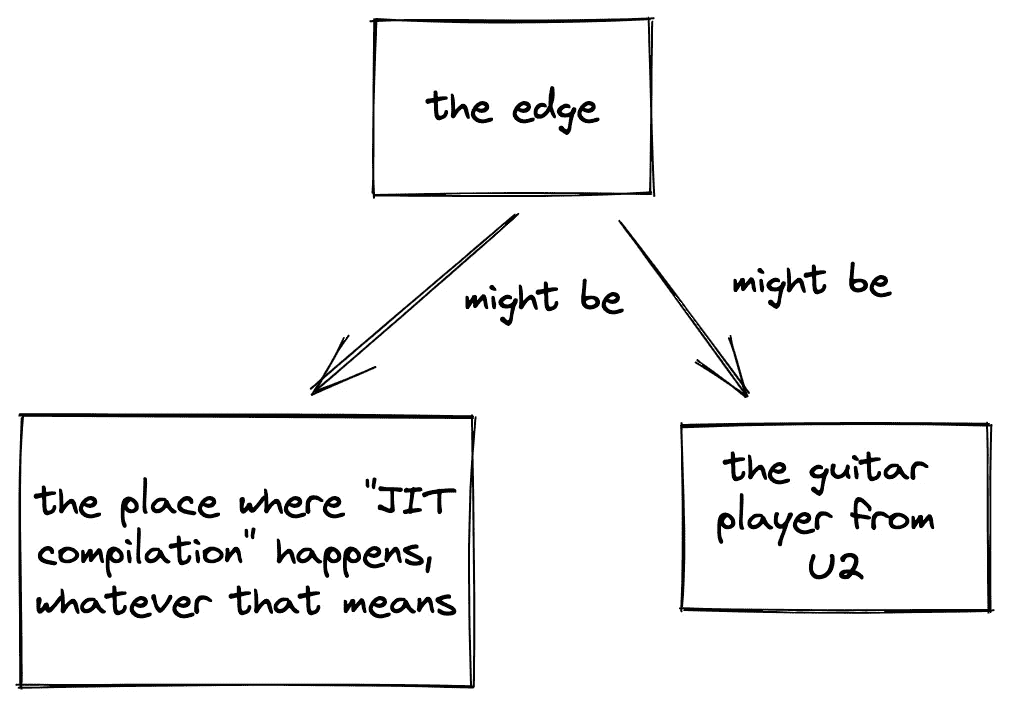 the edge
might be
might be
the place where "JIT
compilation" happens,
whatever that means
the guitar
player from
U2